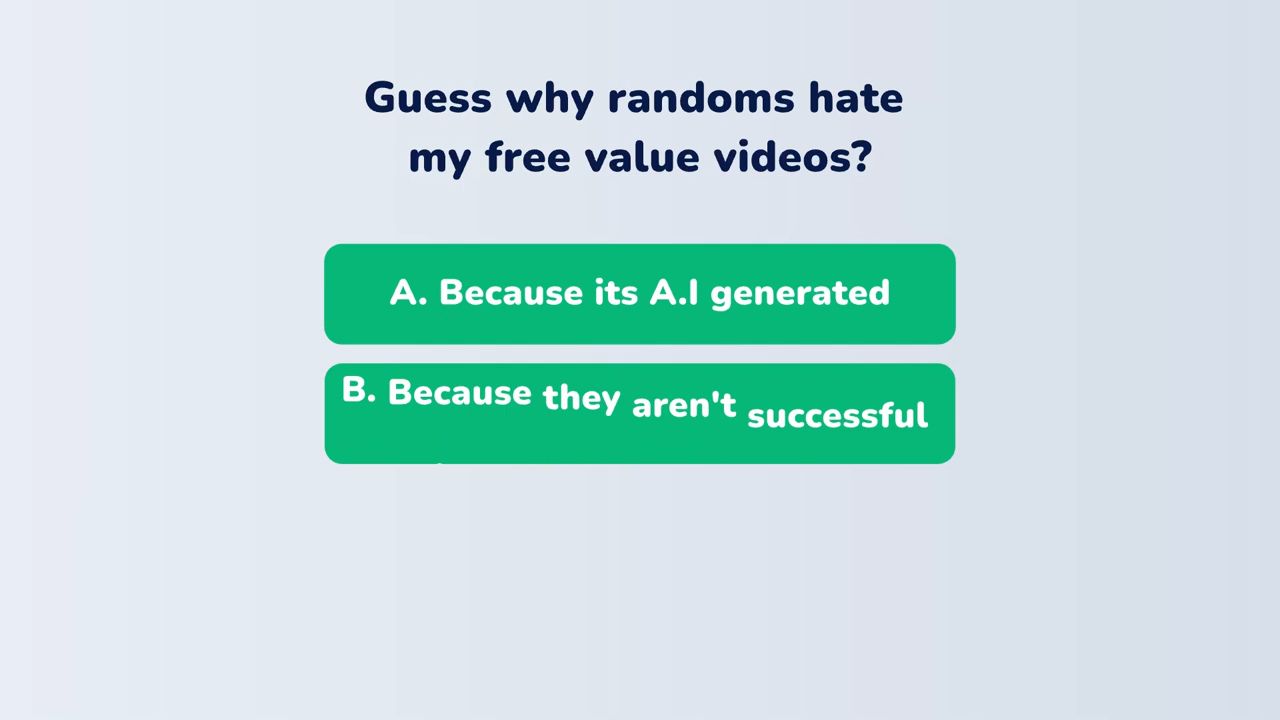 Guess why randoms hate
my free value videos?
A. Because its A.I generated
B. Because they aren't successful